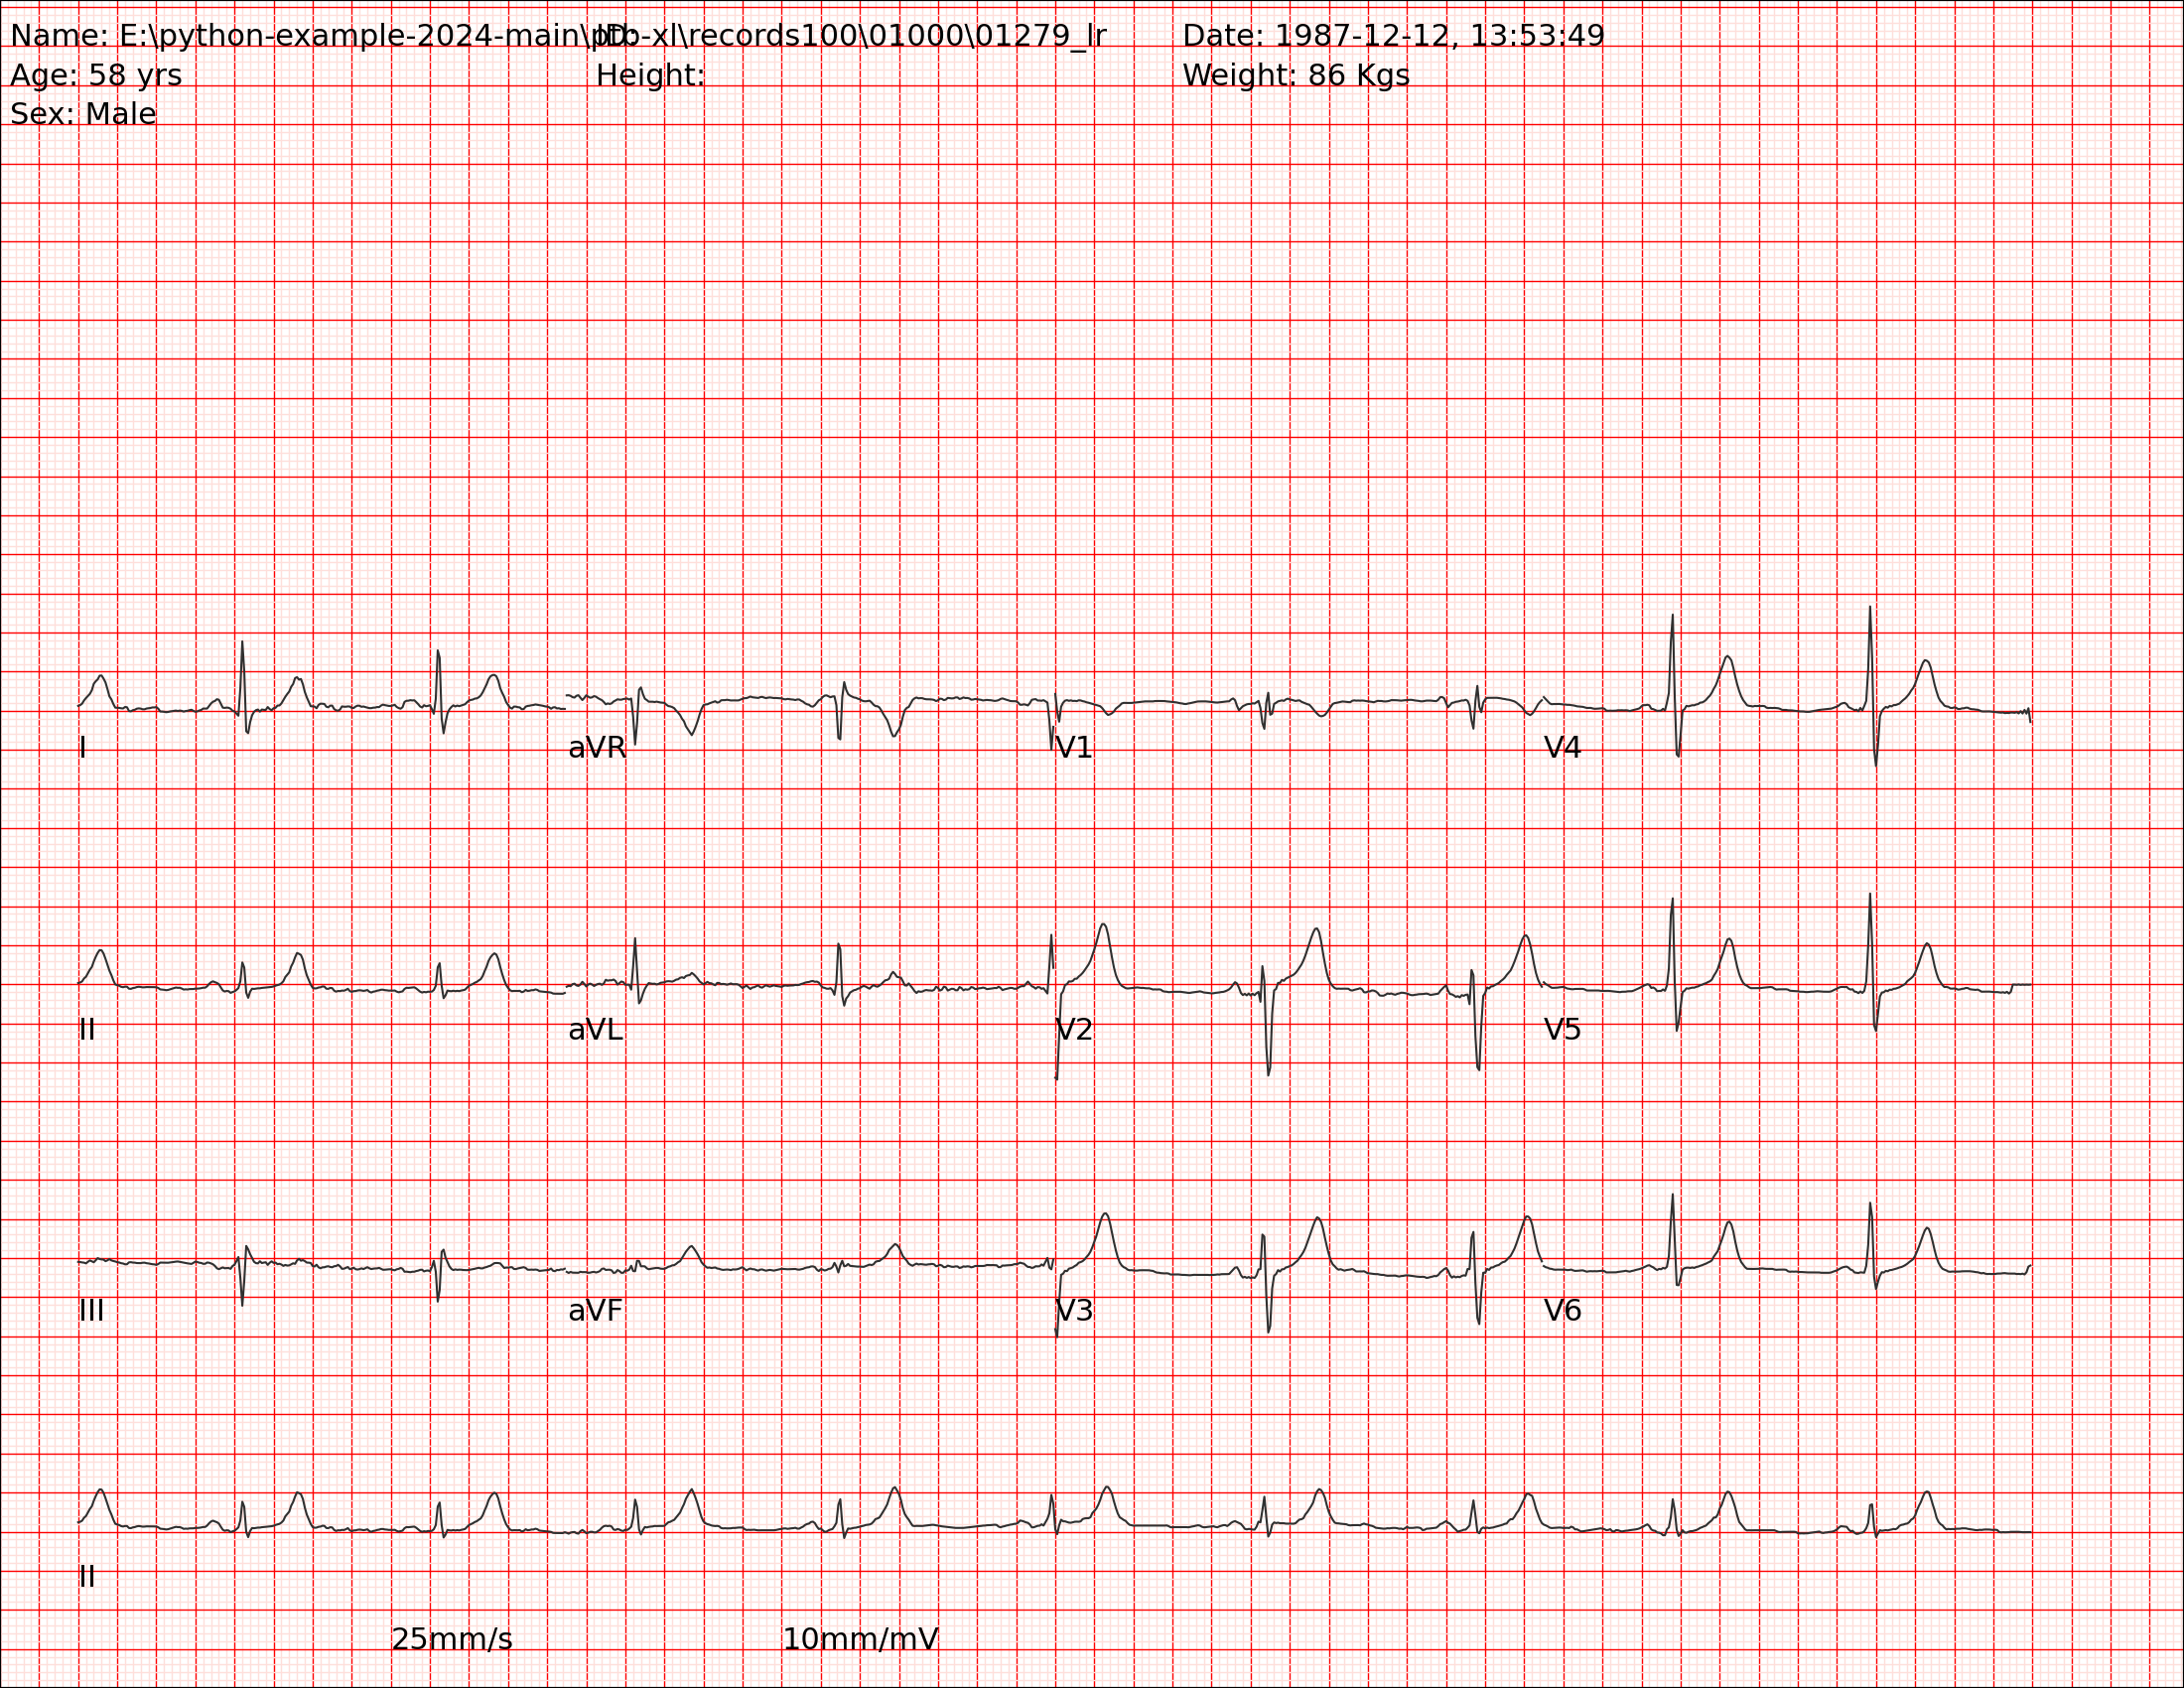 Name: E:\python-example-2024-main\ptb-xl\records100\01000\01279_lr ID: Date: 1987-12-12, 13:53:49
Age: 58 yrs Height: Weight: 86 Kgs
Sex: Male
I aVR V1 V4
II aVL V2 V5
III aVF V3 V6
II
25mm/s 10mm/mV